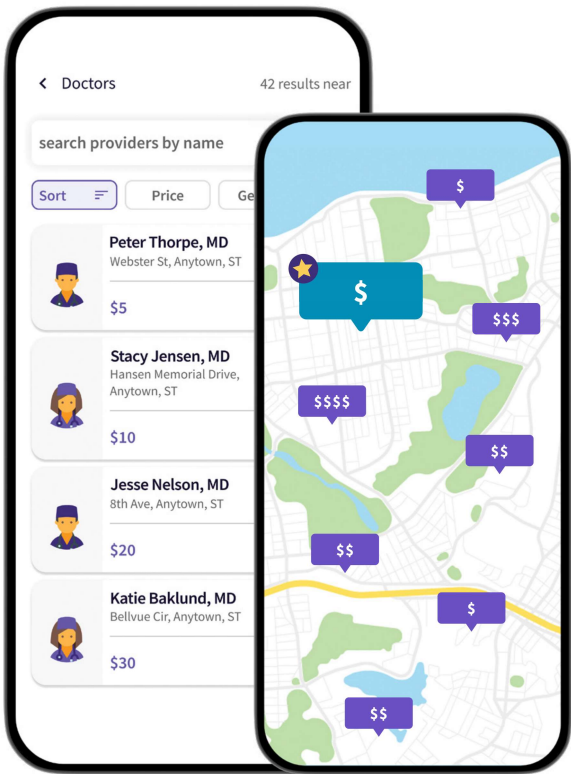 Doctors
42 results near
search providers by name
Sort
Price
Ge
Peter Thorpe, MD
Webster St, Anytown, ST
$5
Stacy Jensen, MD
Hansen Memorial Drive,
Anytown, ST
$10
Jesse Nelson, MD
8th Ave, Anytown, ST
$20
Katie Baklund, MD
Bellvue Cir, Anytown, ST
$30
$
$
$$$
$$$$
$$
$$
$
$$